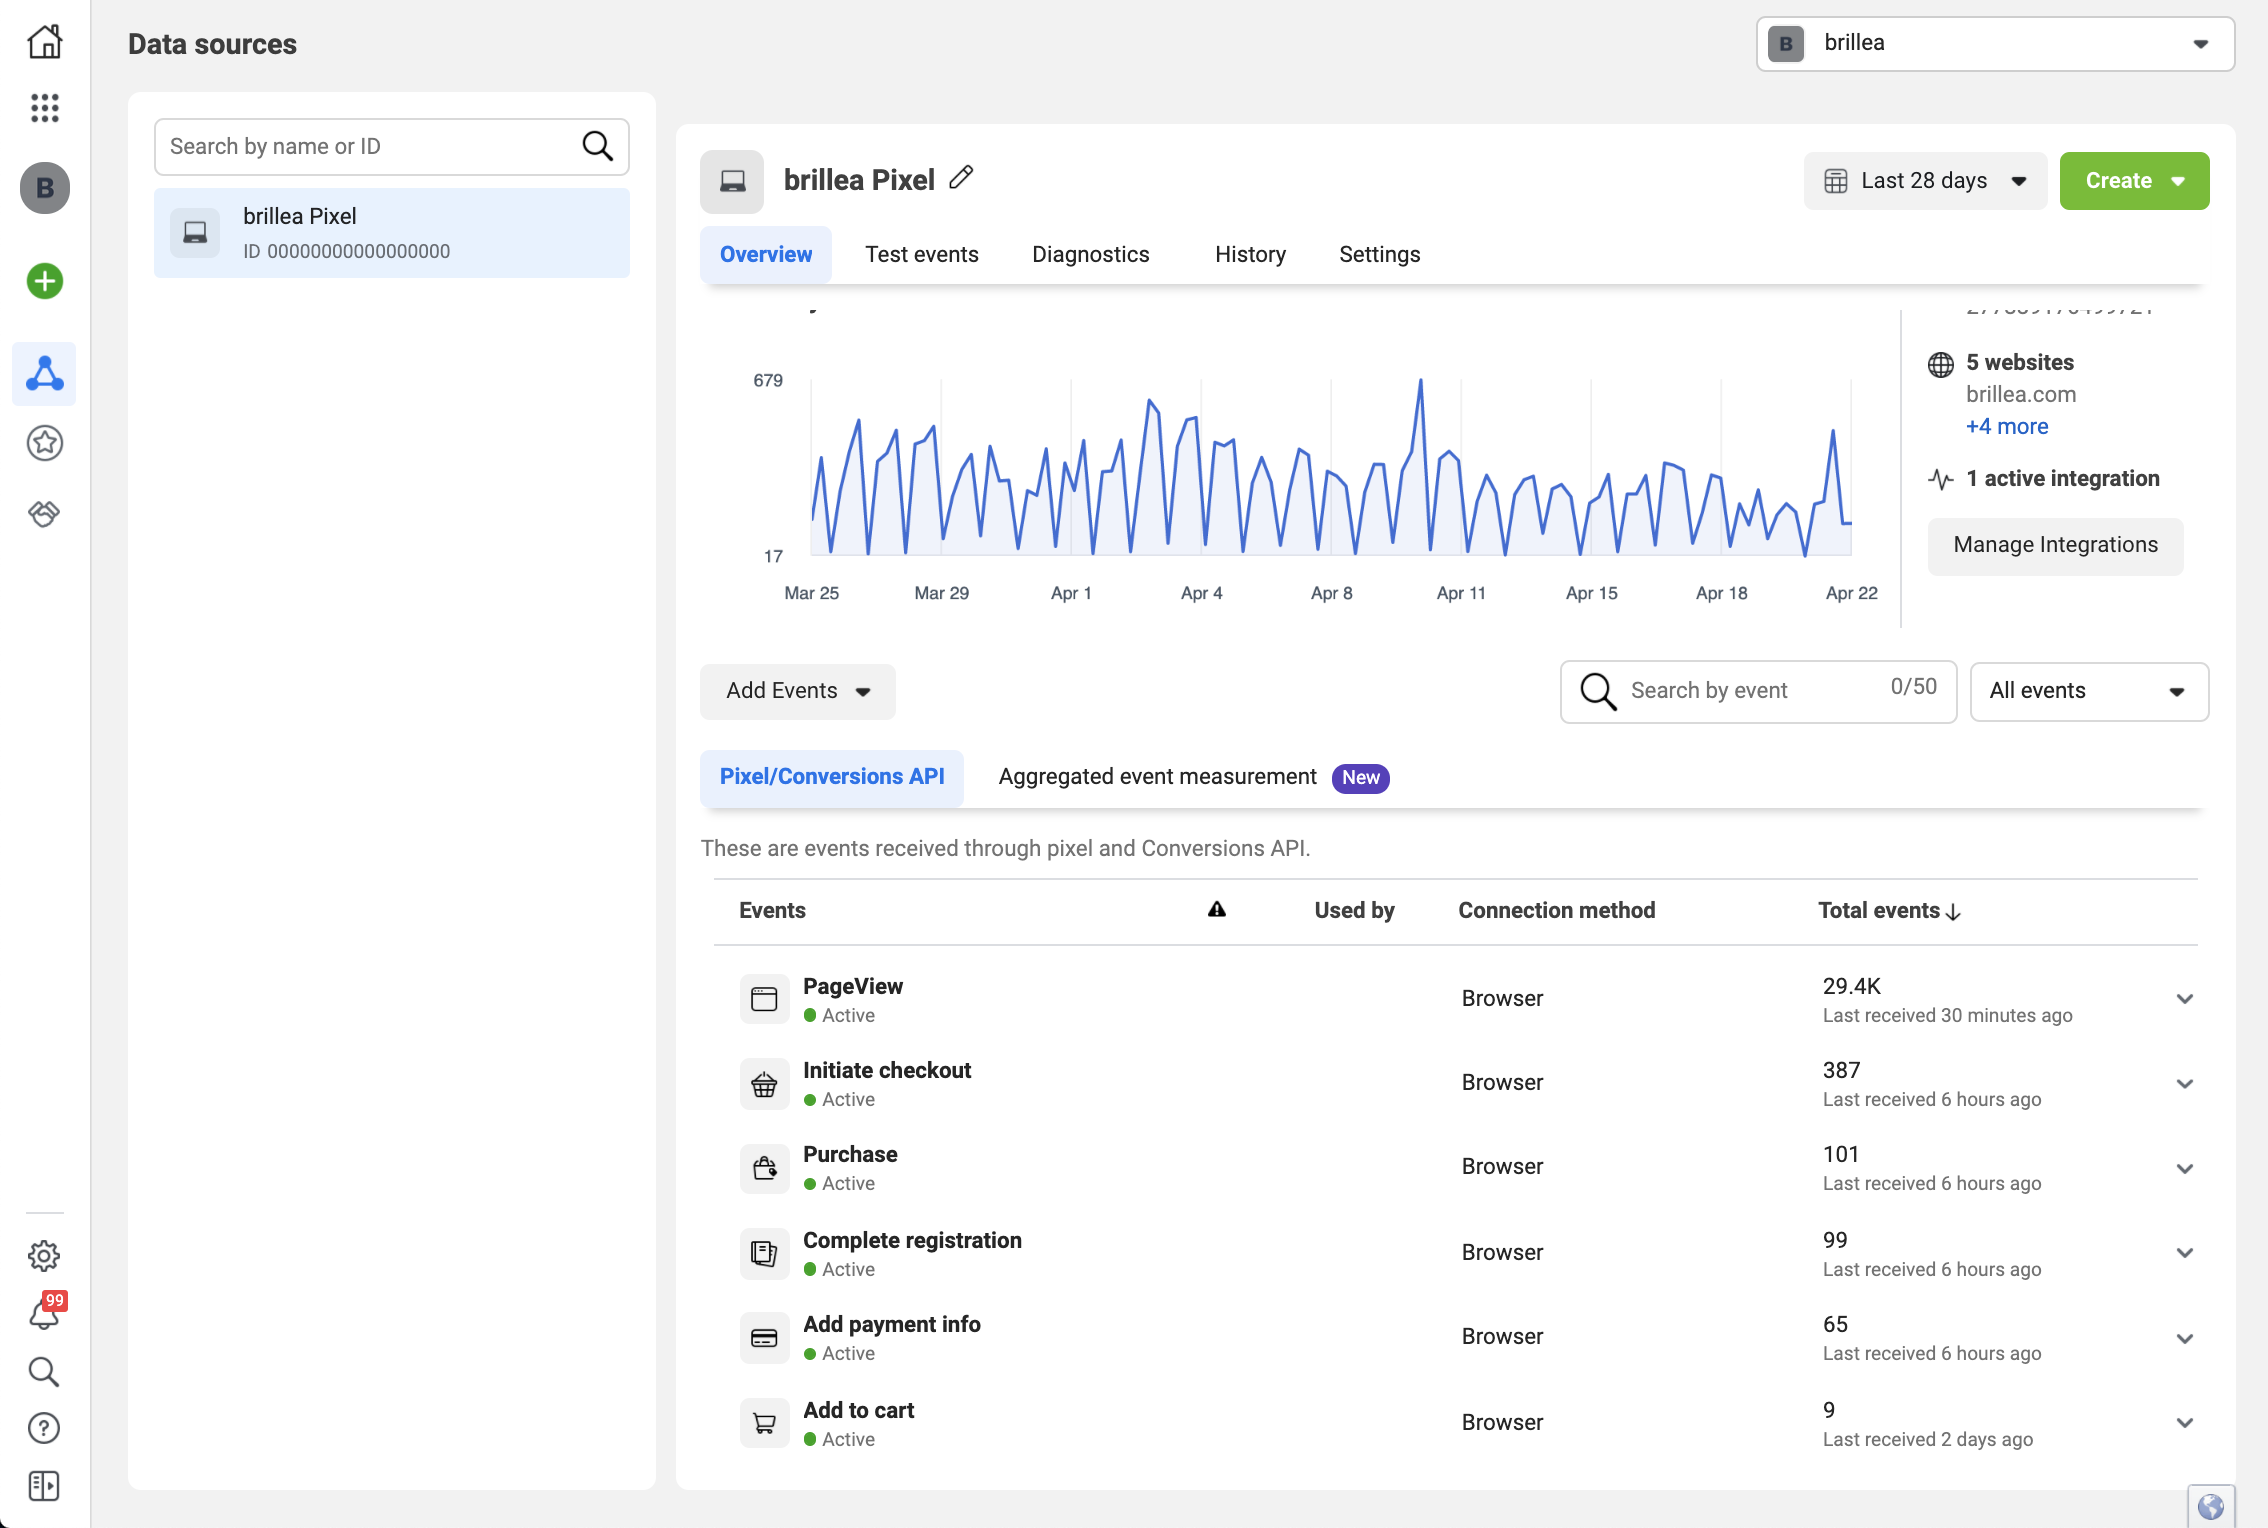 Data sources
B brillea
Search by name or ID
brillea Pixel
ID 00000000000000000
B
99
brillea Pixel
Last 28 days
Create
Overview Test events Diagnostics History Settings
679
17
Mar 25 Mar 29 Apr 1 Apr 4 Apr 8 Apr 11 Apr 15 Apr 18 Apr 22
5 websites
brillea.com
+4 more
1 active integration
Manage Integrations
Add Events
Search by event 0/50
All events
Pixel/Conversions API Aggregated event measurement New
These are events received through pixel and Conversions API.
Events Used by Connection method Total events
PageView Browser 29.4K
Active Last received 30 minutes ago
Initiate checkout Browser 387
Active Last received 6 hours ago
Purchase Browser 101
Active Last received 6 hours ago
Complete registration Browser 99
Active Last received 6 hours ago
Add payment info Browser 65
Active Last received 6 hours ago
Add to cart Browser 9
Active Last received 2 days ago